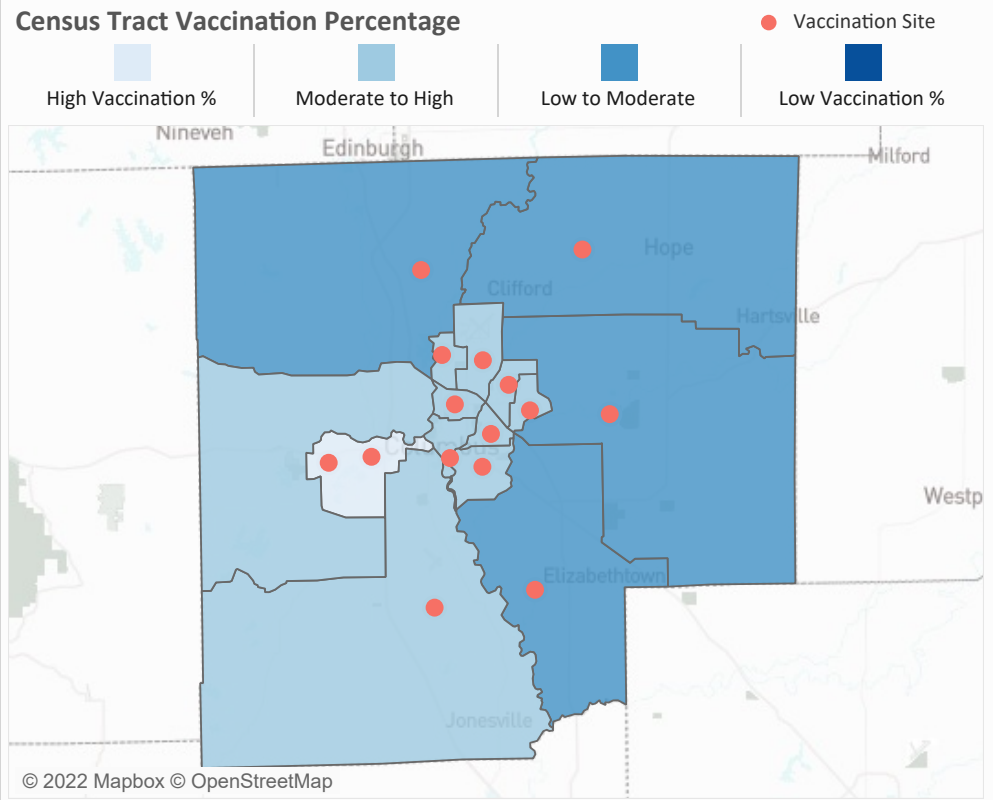 Census Tract Vaccination Percentage
Vaccination Site
High Vaccination %
Moderate to High
Low to Moderate
Low Vaccination %
Nineveh
Edinburgh
Milford
Hope
Clifford
Hartsville
Columbus
Westp
Elizabethtown
Jonesville
© 2022 Mapbox © OpenStreetMap